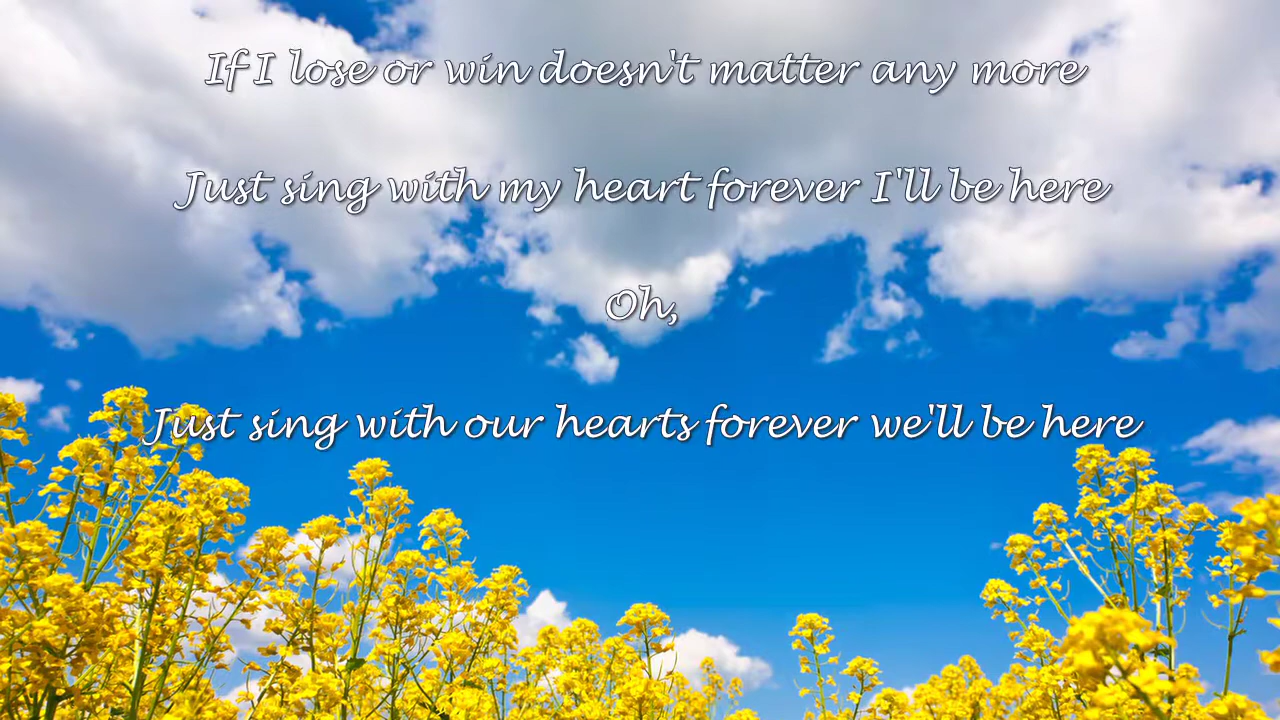 If I lose or win doesn't matter any more
Just sing with my heart forever I'll be here
Oh,
Just sing with our hearts forever we'll be here